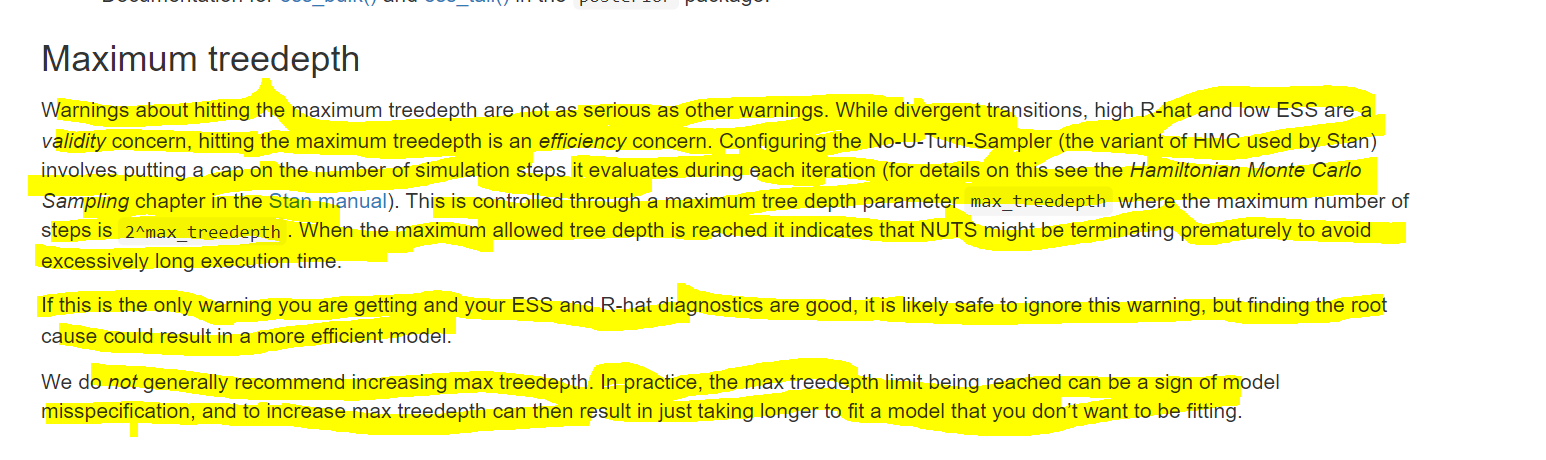 Maximum treedepth
Warnings about hitting the maximum treedepth are not as serious as other warnings. While divergent transitions, high R-hat and low ESS are a
validity concern, hitting the maximum treedepth is an efficiency concern. Configuring the No-U-Turn-Sampler (the variant of HMC used by Stan)
involves putting a cap on the number of simulation steps it evaluates during each iteration (for details on this see the Hamiltonian Monte Carlo
Sampling chapter in the Stan manual). This is controlled through a maximum tree depth parameter max_treedepth where the maximum number of
steps is 2^max_treedepth. When the maximum allowed tree depth is reached it indicates that NUTS might be terminating prematurely to avoid
excessively long execution time.
If this is the only warning you are getting and your ESS and R-hat diagnostics are good, it is likely safe to ignore this warning, but finding the root
cause could result in a more efficient model.
We do not generally recommend increasing max treedepth. In practice, the max treedepth limit being reached can be a sign of model
misspecification, and to increase max treedepth can then result in just taking longer to fit a model that you don’t want to be fitting.